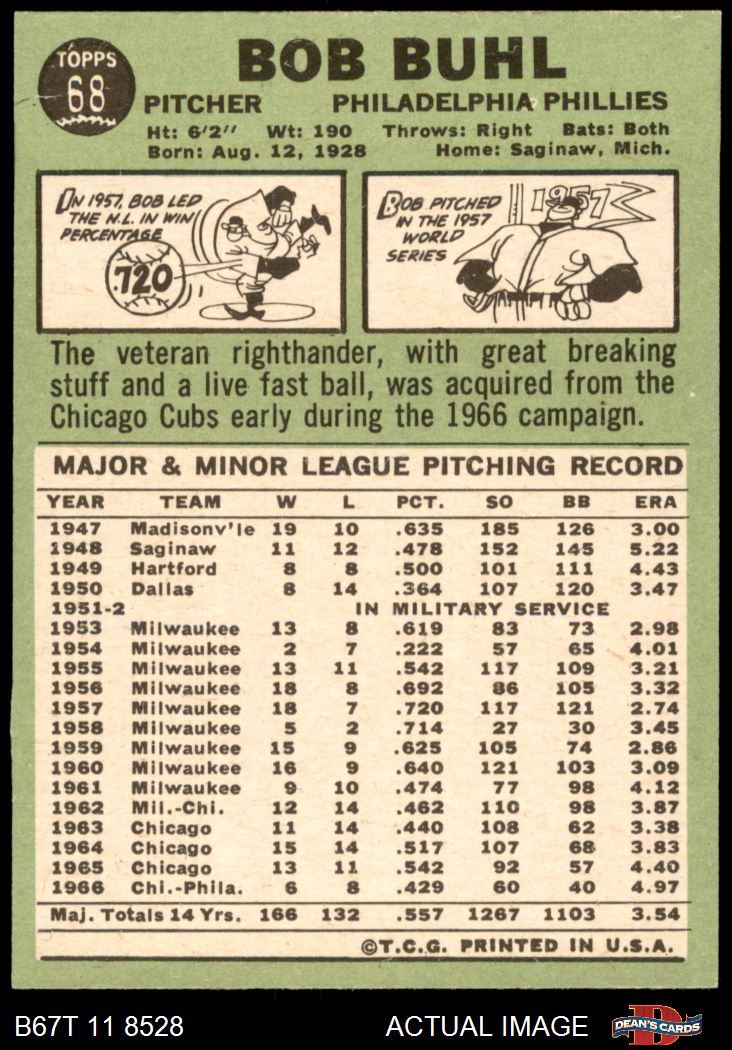 TOPPS
68
BOB BUHL
PITCHER PHILADELPHIA PHILLIES
Ht: 6'2" Wt: 190 Throws: Right Bats: Both
Born: Aug. 12, 1928 Home: Saginaw, Mich.
IN 1957, BOB LED
THE N.L. IN WIN
PERCENTAGE
.720
BOB PITCHED
IN THE 1957
WORLD
SERIES
1957
The veteran righthander, with great breaking
stuff and a live fast ball, was acquired from the
Chicago Cubs early during the 1966 campaign.
MAJOR & MINOR LEAGUE PITCHING RECORD
YEAR TEAM W L PCT. SO BB ERA
1947 Madisonv'le 19 10 .635 185 126 3.00
1948 Saginaw 11 12 .478 152 145 5.22
1949 Hartford 8 8 .500 101 111 4.43
1950 Dallas 8 14 .364 107 120 3.47
1951-2 IN MILITARY SERVICE
1953 Milwaukee 13 8 .619 83 73 2.98
1954 Milwaukee 2 7 .222 57 65 4.01
1955 Milwaukee 13 11 .542 117 109 3.21
1956 Milwaukee 18 8 .692 86 105 3.32
1957 Milwaukee 18 7 .720 117 121 2.74
1958 Milwaukee 5 2 .714 27 30 3.45
1959 Milwaukee 15 9 .625 105 74 2.86
1960 Milwaukee 16 9 .640 121 103 3.09
1961 Milwaukee 9 10 .474 77 98 4.12
1962 Mil.-Chi. 12 14 .462 110 98 3.87
1963 Chicago 11 14 .440 108 62 3.38
1964 Chicago 15 14 .517 107 68 3.83
1965 Chicago 13 11 .542 92 57 4.40
1966 Chi.-Phila. 6 8 .429 60 40 4.97
Maj. Totals 14 Yrs. 166 132 .557 1267 1103 3.54
©T.C.G. PRINTED IN U.S.A.
B67T 11 8528 ACTUAL IMAGE
D
DEAN'S CARDS